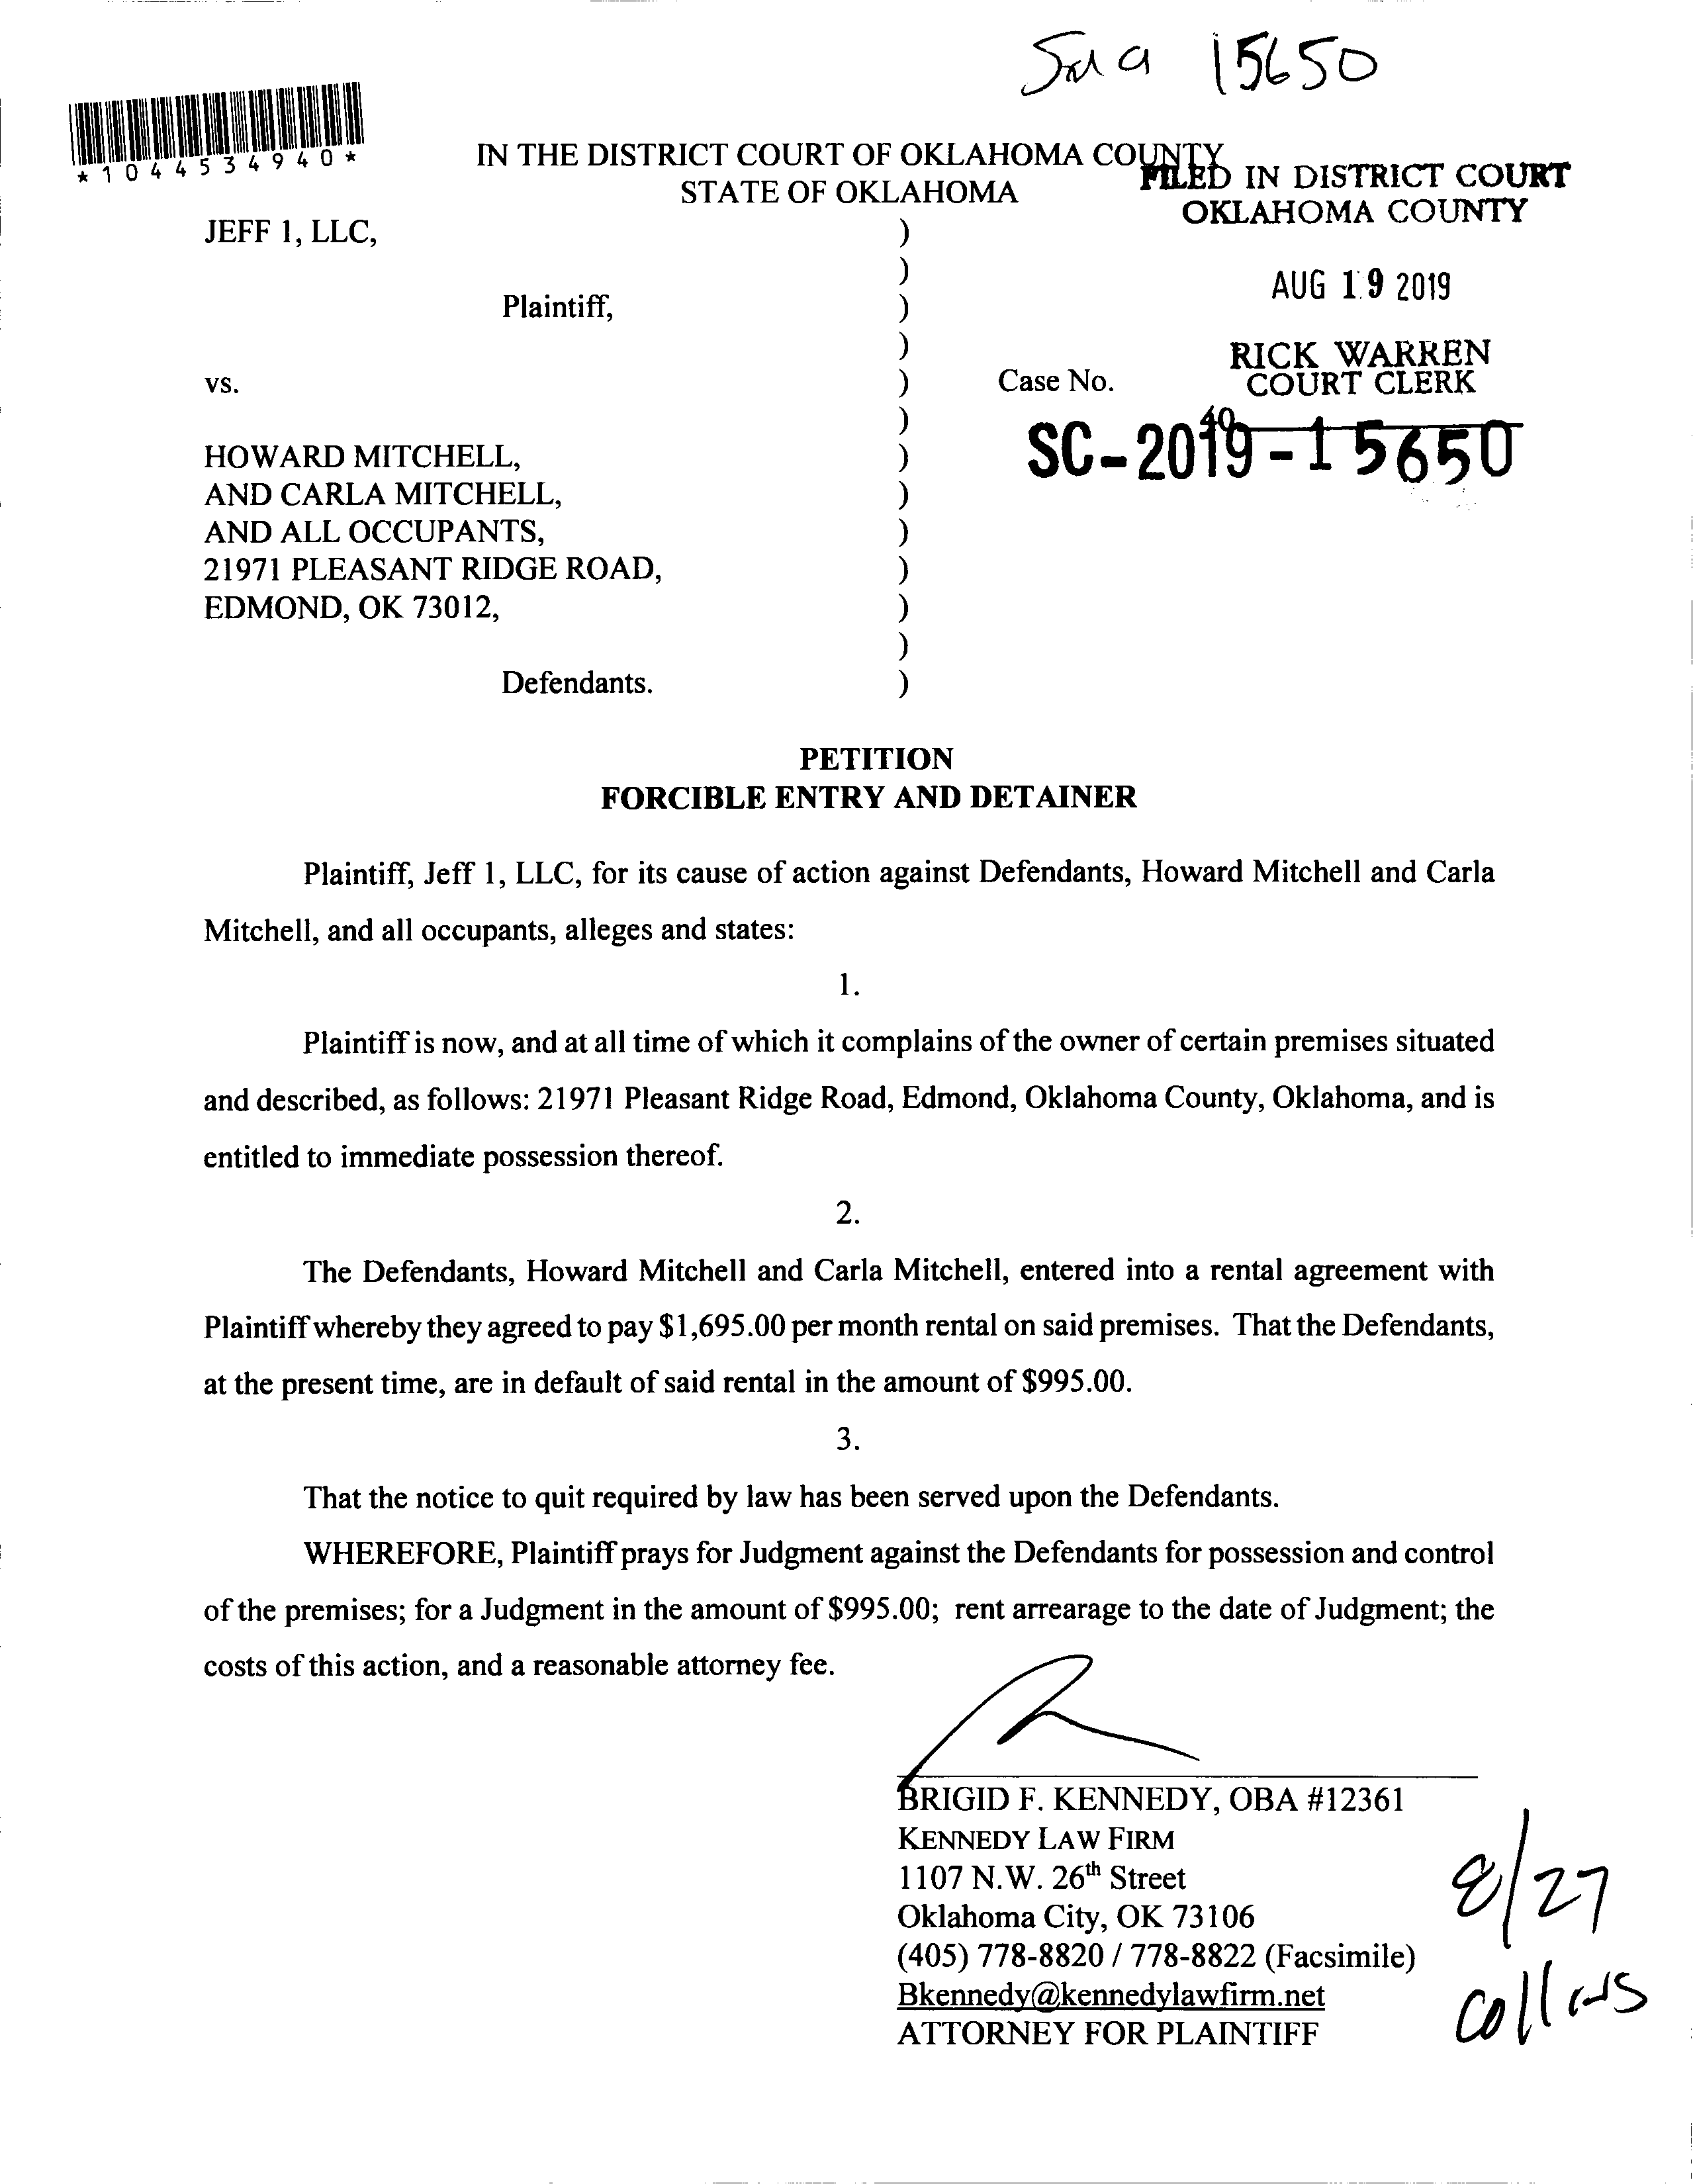 15650
*1044534940*
IN THE DISTRICT COURT OF OKLAHOMA COUNTY
STATE OF OKLAHOMA
FILED IN DISTRICT COURT
OKLAHOMA COUNTY
AUG 19 2019
RICK WARREN
COURT CLERK
JEFF 1, LLC,
)
)
Plaintiff,
)
)
vs.
)
Case No.
)
SC-2019-15650
HOWARD MITCHELL,
)
AND CARLA MITCHELL,
)
AND ALL OCCUPANTS,
)
21971 PLEASANT RIDGE ROAD,
)
EDMOND, OK 73012,
)
)
Defendants.
)
PETITION
FORCIBLE ENTRY AND DETAINER
Plaintiff, Jeff 1, LLC, for its cause of action against Defendants, Howard Mitchell and Carla
Mitchell, and all occupants, alleges and states:
1.
Plaintiff is now, and at all time of which it complains of the owner of certain premises situated
and described, as follows: 21971 Pleasant Ridge Road, Edmond, Oklahoma County, Oklahoma, and is
entitled to immediate possession thereof.
2.
The Defendants, Howard Mitchell and Carla Mitchell, entered into a rental agreement with
Plaintiff whereby they agreed to pay $1,695.00 per month rental on said premises. That the Defendants,
at the present time, are in default of said rental in the amount of $995.00.
3.
That the notice to quit required by law has been served upon the Defendants.
WHEREFORE, Plaintiff prays for Judgment against the Defendants for possession and control
of the premises; for a Judgment in the amount of $995.00; rent arrearage to the date of Judgment; the
costs of this action, and a reasonable attorney fee.
BRIGID F. KENNEDY, OBA #12361
KENNEDY LAW FIRM
1107 N.W. 26th Street
Oklahoma City, OK 73106
(405) 778-8820 / 778-8822 (Facsimile)
Bkennedy@kennedylawfirm.net
ATTORNEY FOR PLAINTIFF
8/27
Collins